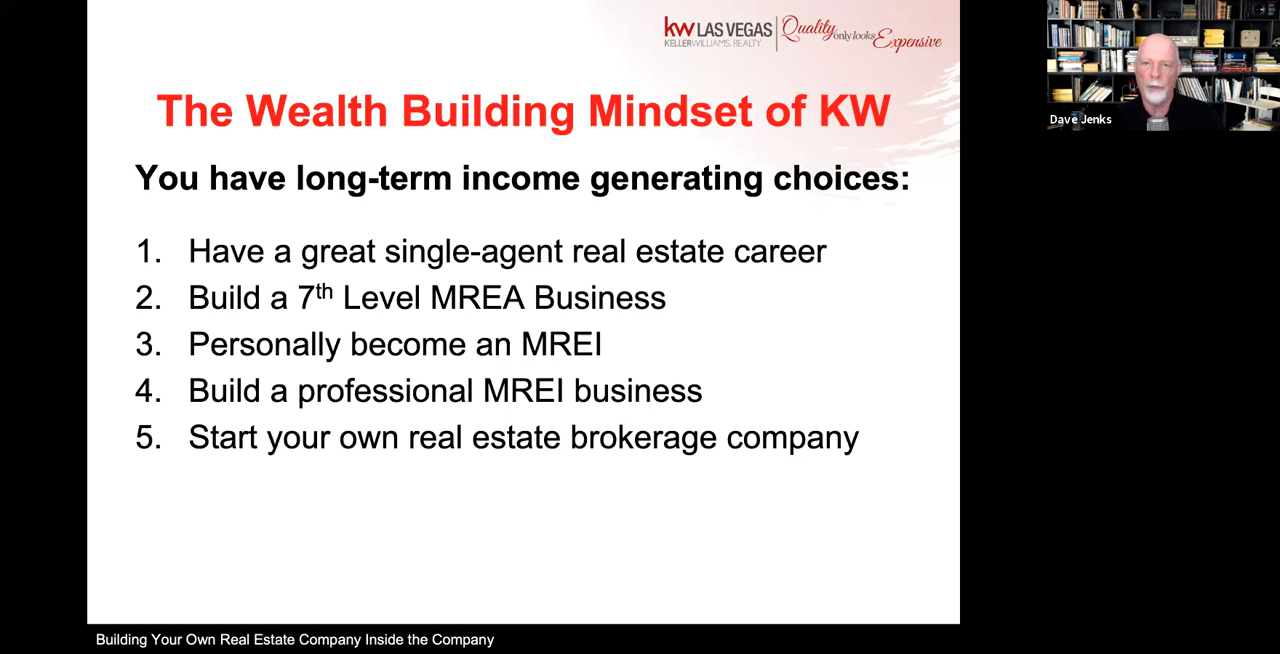 kw LAS VEGAS
KELLERWILLIAMS. REALTY
Quality only looks Expensive
Dave Jenks
The Wealth Building Mindset of KW
You have long-term income generating choices:
1. Have a great single-agent real estate career
2. Build a 7th Level MREA Business
3. Personally become an MREI
4. Build a professional MREI business
5. Start your own real estate brokerage company
Building Your Own Real Estate Company Inside the Company